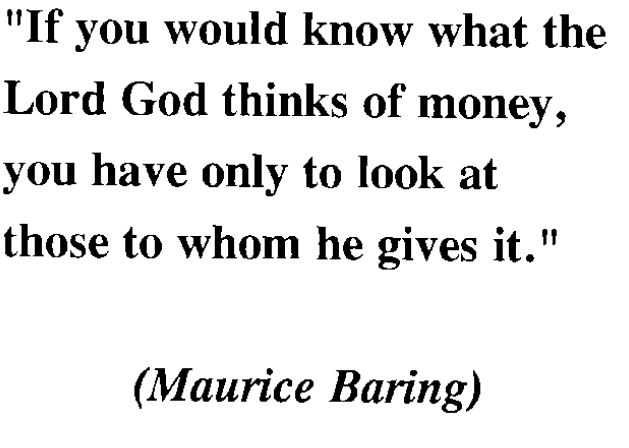 "If you would know what the
Lord God thinks of money,
you have only to look at
those to whom he gives it."
(Maurice Baring)